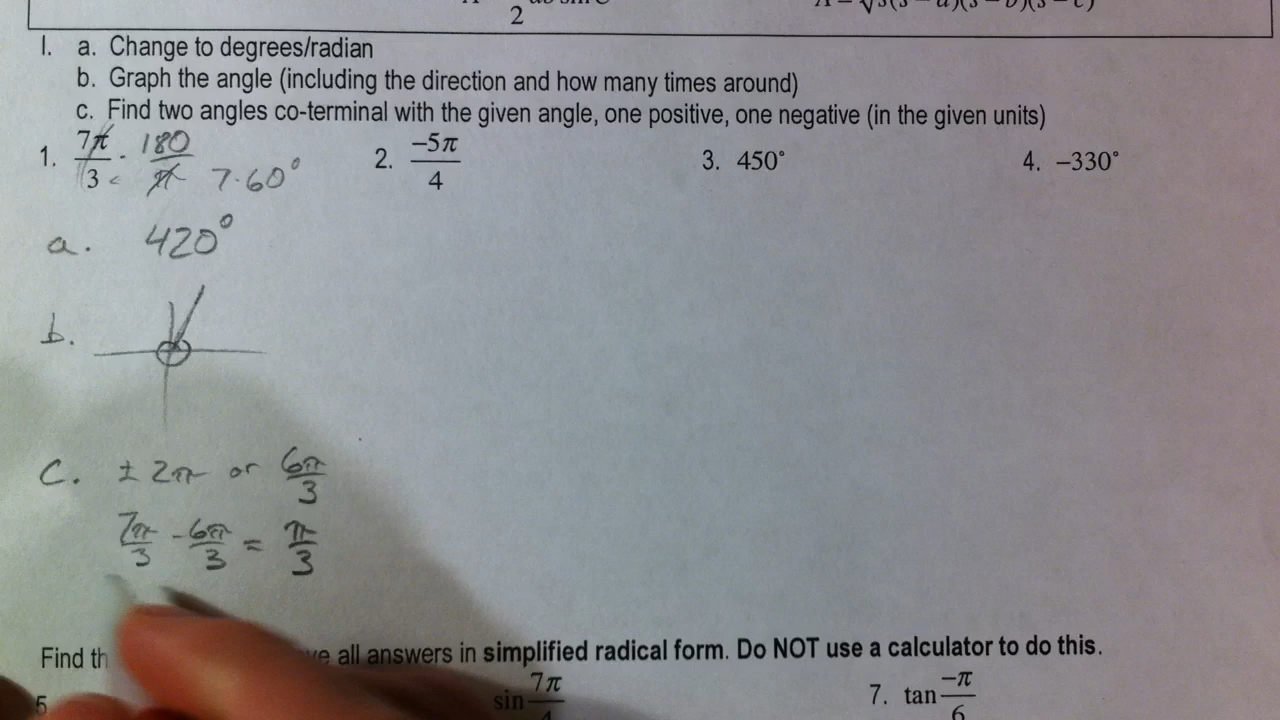 2
I. a. Change to degrees/radian
b. Graph the angle (including the direction and how many times around)
c. Find two angles co-terminal with the given angle, one positive, one negative (in the given units)
1. 7π/3 · 180/π 7·60° 2. −5π/4 3. 450° 4. −330°
a. 420°
b.
C. ± 2π or 6π/3
7π/3 - 6π/3 = π/3
Find all answers in simplified radical form. Do NOT use a calculator to do this.
5 sin 7π/4 7. tan −π/6